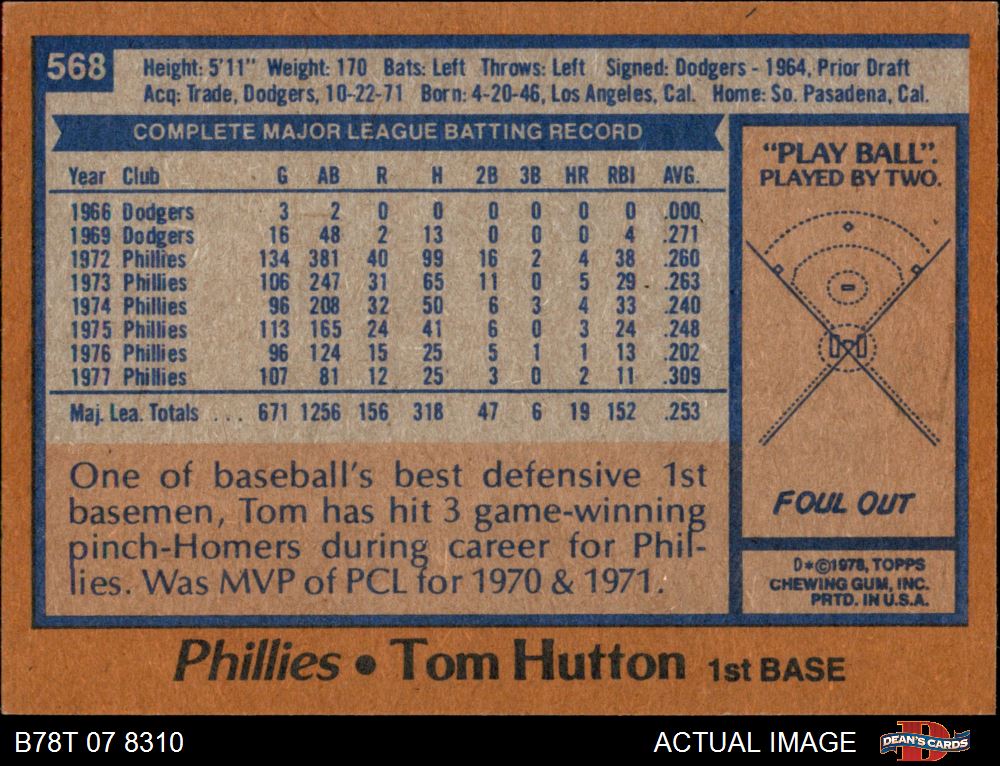 568
Height: 5'11" Weight: 170 Bats: Left Throws: Left Signed: Dodgers - 1964, Prior Draft
Acq: Trade, Dodgers, 10-22-71 Born: 4-20-46, Los Angeles, Cal. Home: So. Pasadena, Cal.
COMPLETE MAJOR LEAGUE BATTING RECORD
Year Club G AB R H 2B 3B HR RBI AVG.
1966 Dodgers 3 2 0 0 0 0 0 0 .000
1969 Dodgers 16 48 2 13 0 0 0 4 .271
1972 Phillies 134 381 40 99 16 2 4 38 .260
1973 Phillies 106 247 31 65 11 0 5 29 .263
1974 Phillies 96 208 32 50 6 3 4 33 .240
1975 Phillies 113 165 24 41 6 0 3 24 .248
1976 Phillies 96 124 15 25 5 1 1 13 .202
1977 Phillies 107 81 12 25 3 0 2 11 .309
Maj. Lea. Totals ... 671 1256 156 318 47 6 19 152 .253
One of baseball's best defensive 1st
basemen, Tom has hit 3 game-winning
pinch-Homers during career for Phil-
lies. Was MVP of PCL for 1970 & 1971.
"PLAY BALL".
PLAYED BY TWO.
FOUL OUT
D*©1978, TOPPS
CHEWING GUM, INC.
PRTD. IN U.S.A.
Phillies • Tom Hutton 1st BASE
B78T 07 8310
ACTUAL IMAGE
DEAN'S CARDS